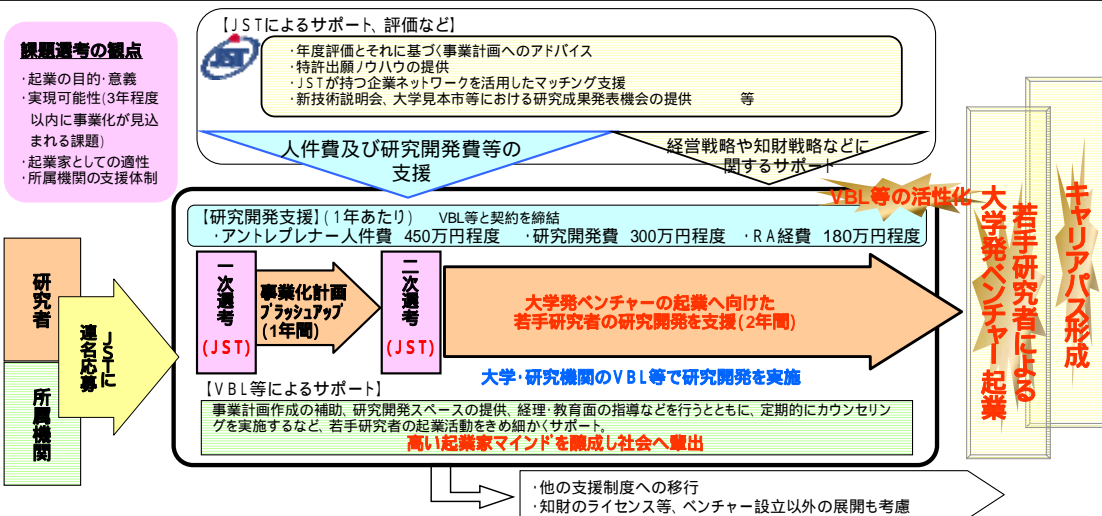 課題選考の観点
・起業の目的・意義
・実現可能性(3年程度
以内に事業化が見込
まれる課題)
・起業家としての適性
・所属機関の支援体制
【JSTによるサポート、評価など】
JST
・年度評価とそれに基づく事業計画へのアドバイス
・特許出願ノウハウの提供
・JSTが持つ企業ネットワークを活用したマッチング支援
・新技術説明会、大学見本市等における研究成果発表機会の提供 等
人件費及び研究開発費等の
支援
経営戦略や知財戦略などに
関するサポート
VBL等の活性化
【研究開発支援】(1年あたり) VBL等と契約を締結
・アントレプレナー人件費 450万円程度 ・研究開発費 300万円程度 ・RA経費 180万円程度
研究者
所属機関
JSTに
連名応募
一次選考
(JST)
事業化計画
ブラッシュアップ
(1年間)
二次選考
(JST)
大学発ベンチャーの起業へ向けた
若手研究者の研究開発を支援(2年間)
大学・研究機関のVBL等で研究開発を実施
【VBL等によるサポート】
事業計画作成の補助、研究開発スペースの提供、経理・教育面の指導などを行うとともに、定期的にカウンセリン
グを実施するなど、若手研究者の起業活動をきめ細かくサポート。
高い起業家マインドを醸成し社会へ輩出
若手研究者による
大学発ベンチャー起業
キャリアパス形成
・他の支援制度への移行
・知財のライセンス等、ベンチャー設立以外の展開も考慮